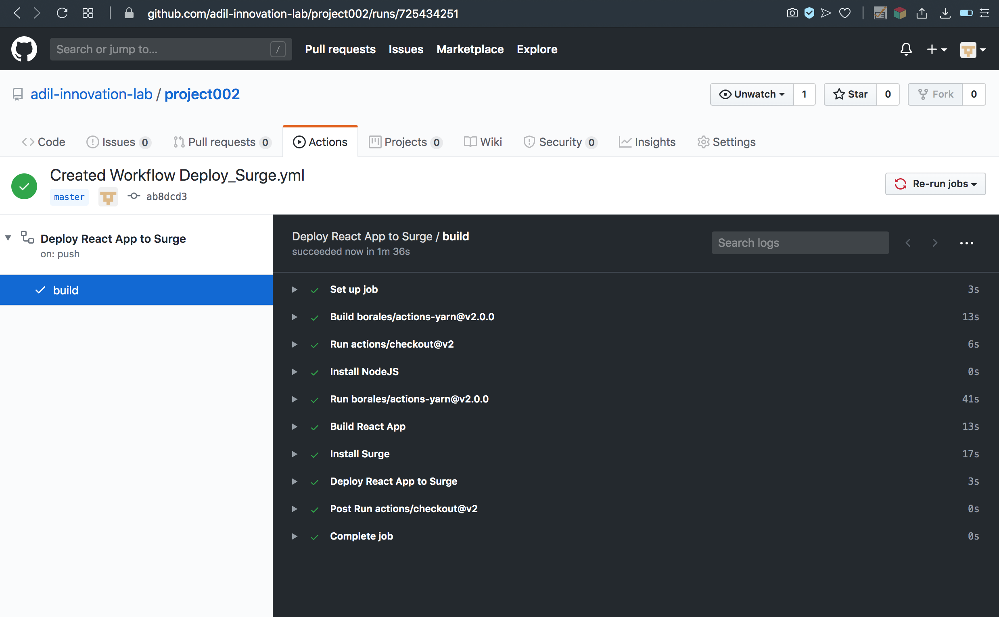 github.com/adil-innovation-lab/project002/runs/725434251
Search or jump to... /
Pull requests Issues Marketplace Explore
adil-innovation-lab / project002
Unwatch 1 Star 0 Fork 0
Code Issues 0 Pull requests 0 Actions Projects 0 Wiki Security 0 Insights Settings
Created Workflow Deploy_Surge.yml
master ab8dcd3
Re-run jobs
Deploy React App to Surge
on: push
build
Deploy React App to Surge / build
succeeded now in 1m 36s
Search logs
Set up job 3s
Build borales/actions-yarn@v2.0.0 13s
Run actions/checkout@v2 6s
Install NodeJS 0s
Run borales/actions-yarn@v2.0.0 41s
Build React App 13s
Install Surge 17s
Deploy React App to Surge 3s
Post Run actions/checkout@v2 0s
Complete job 0s